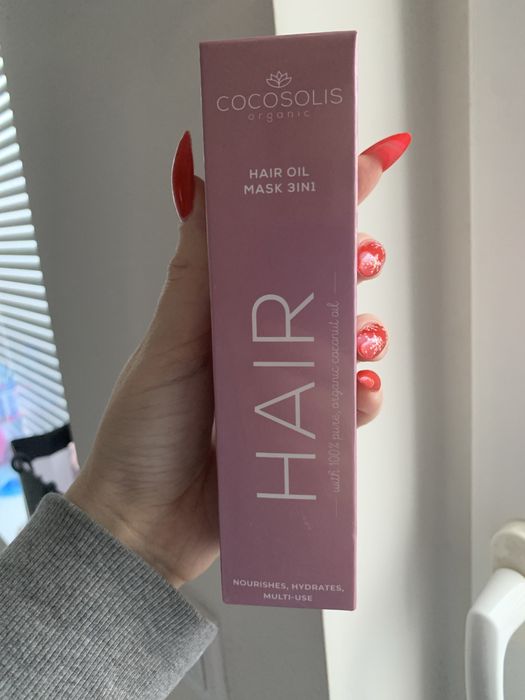 COCOSOLIS
organic
HAIR OIL
MASK 3IN1
HAIR
with 100% pure, organic coconut oil
NOURISHES, HYDRATES,
MULTI-USE